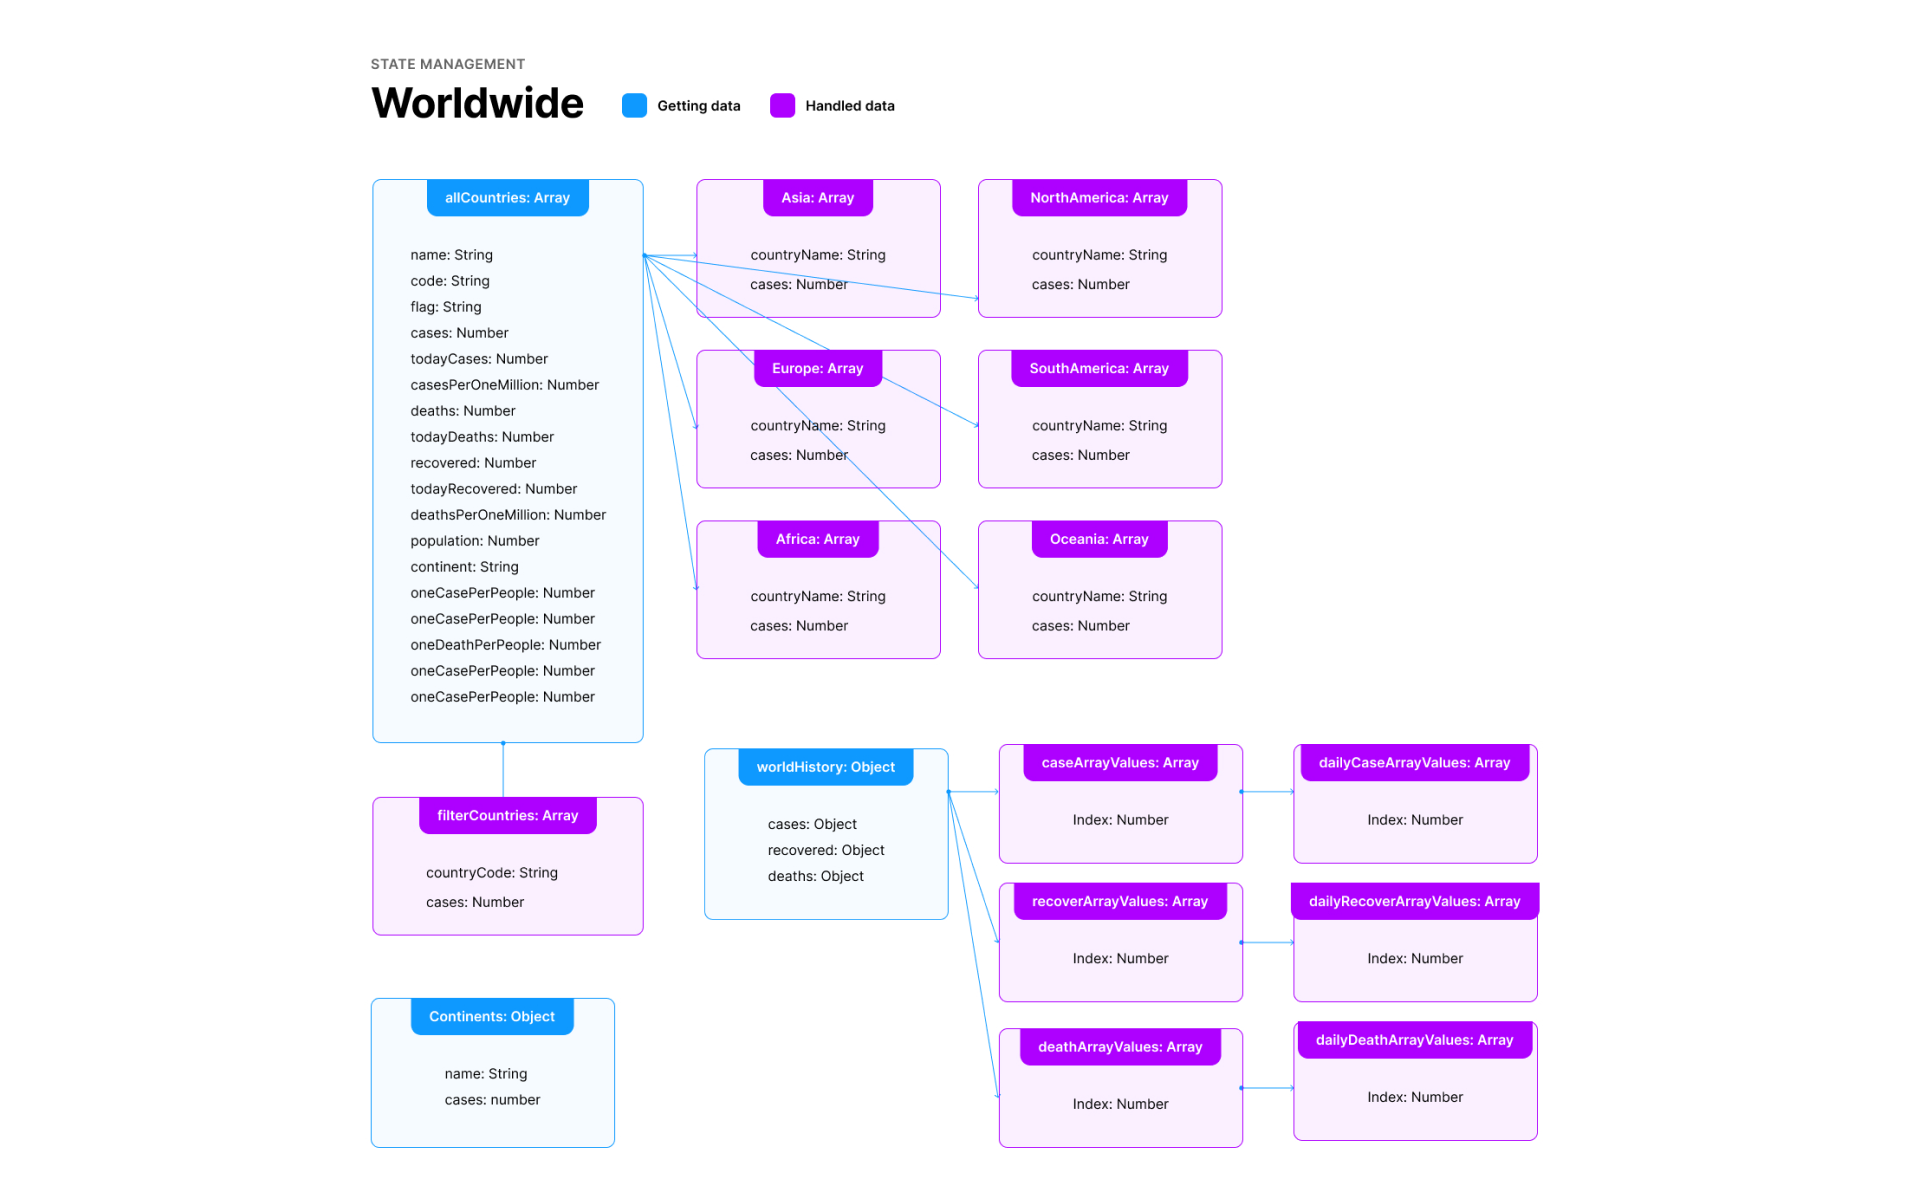 STATE MANAGEMENT
Worldwide
Getting data
Handled data
allCountries: Array
name: String
code: String
flag: String
cases: Number
todayCases: Number
casesPerOneMillion: Number
deaths: Number
todayDeaths: Number
recovered: Number
todayRecovered: Number
deathsPerOneMillion: Number
population: Number
continent: String
oneCasePerPeople: Number
oneCasePerPeople: Number
oneDeathPerPeople: Number
oneCasePerPeople: Number
oneCasePerPeople: Number
Asia: Array
countryName: String
cases: Number
NorthAmerica: Array
countryName: String
cases: Number
Europe: Array
countryName: String
cases: Number
SouthAmerica: Array
countryName: String
cases: Number
Africa: Array
countryName: String
cases: Number
Oceania: Array
countryName: String
cases: Number
filterCountries: Array
countryCode: String
cases: Number
Continents: Object
name: String
cases: number
worldHistory: Object
cases: Object
recovered: Object
deaths: Object
caseArrayValues: Array
Index: Number
dailyCaseArrayValues: Array
Index: Number
recoverArrayValues: Array
Index: Number
dailyRecoverArrayValues: Array
Index: Number
deathArrayValues: Array
Index: Number
dailyDeathArrayValues: Array
Index: Number